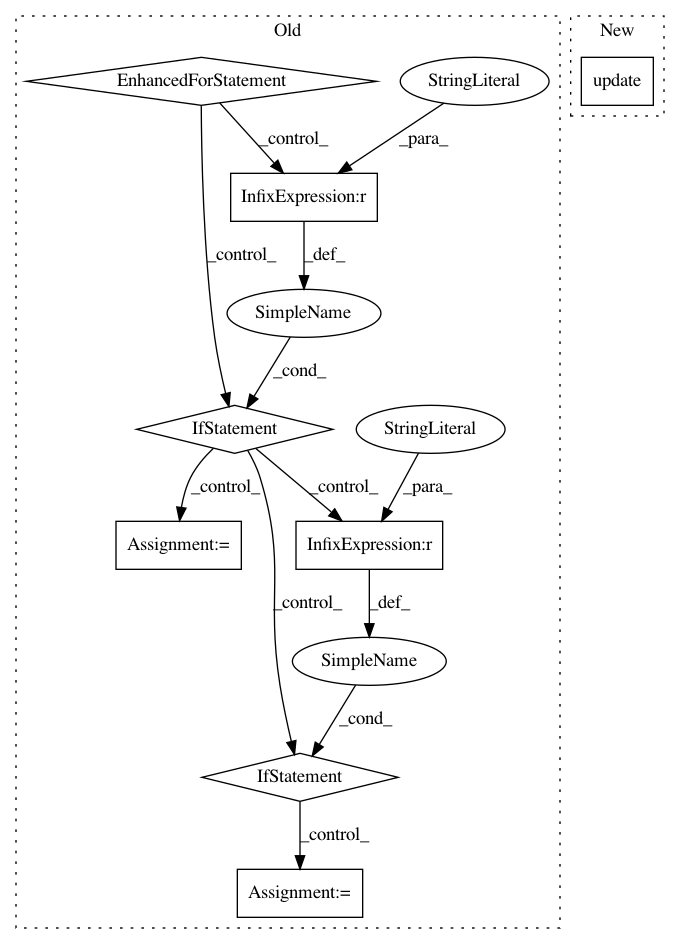 Old
New
EnhancedForStatement
StringLiteral
update
_control_
_para_
InfixExpression:r
_control_
_def_
SimpleName
_cond_
IfStatement
StringLiteral
_control_
_control_
_para_
Assignment:=
InfixExpression:r
_control_
_def_
SimpleName
_cond_
IfStatement
_control_
Assignment:=